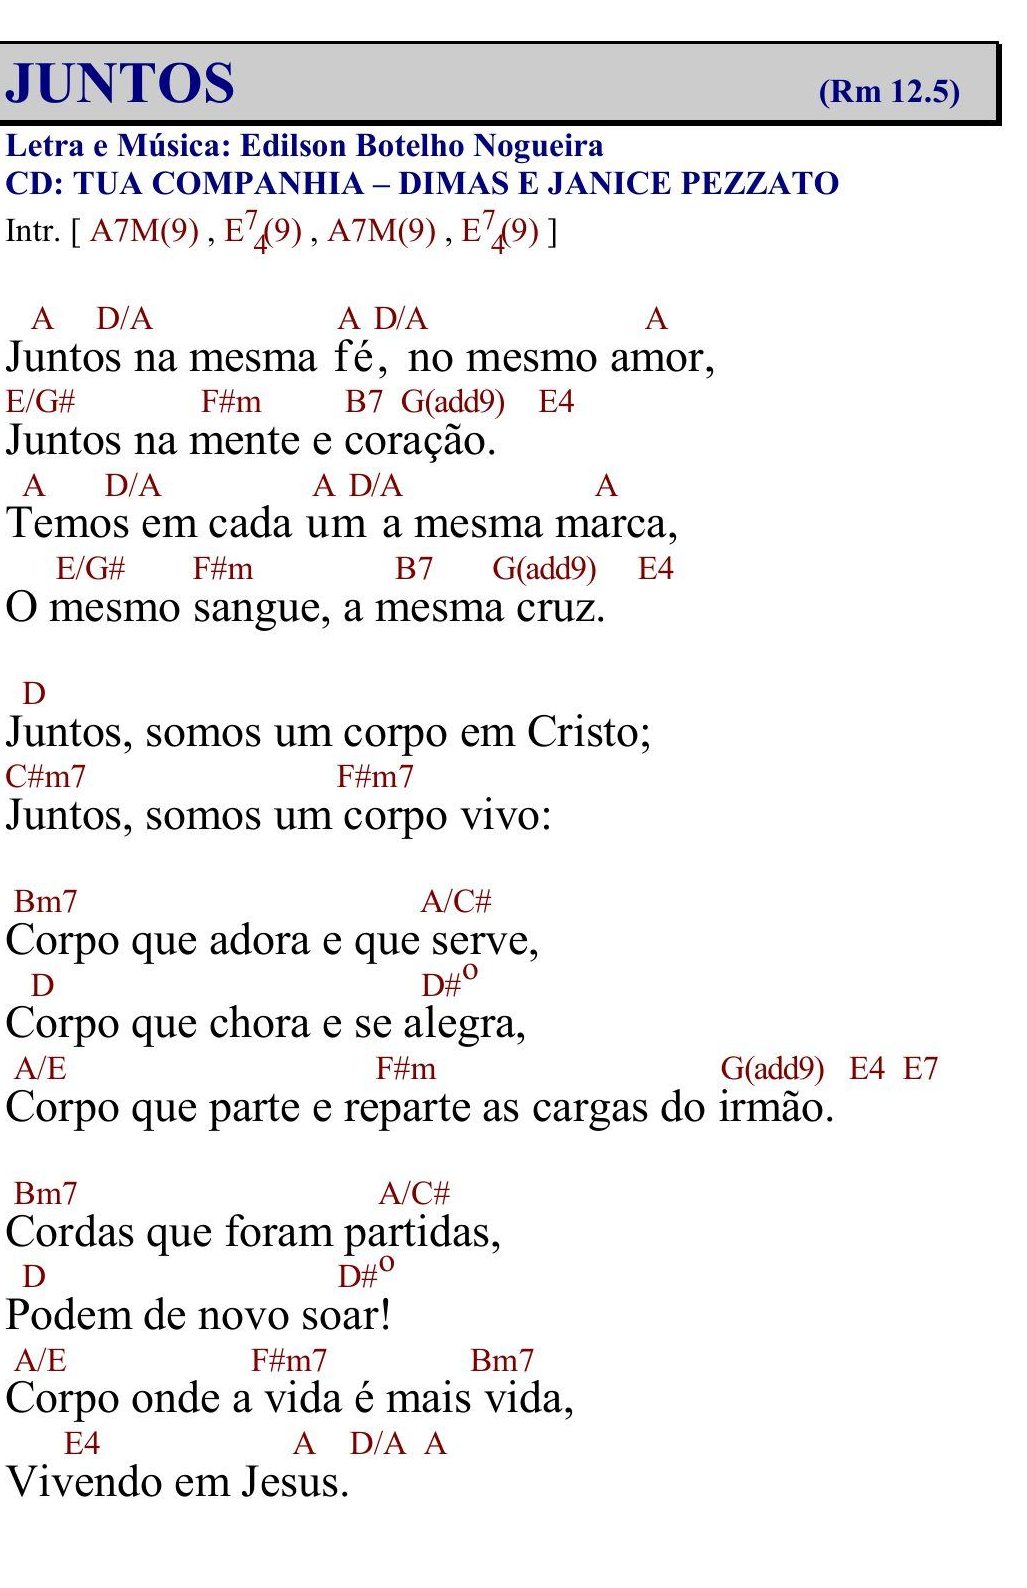 JUNTOS (Rm 12.5)
Letra e Música: Edilson Botelho Nogueira
CD: TUA COMPANHIA – DIMAS E JANICE PEZZATO
Intr. [ A7M(9) , E7/4(9) , A7M(9) , E7/4(9) ]
A D/A A D/A A
Juntos na mesma fé, no mesmo amor,
E/G# F#m B7 G(add9) E4
Juntos na mente e coração.
A D/A A D/A A
Temos em cada um a mesma marca,
E/G# F#m B7 G(add9) E4
O mesmo sangue, a mesma cruz.
D
Juntos, somos um corpo em Cristo;
C#m7 F#m7
Juntos, somos um corpo vivo:
Bm7 A/C#
Corpo que adora e que serve,
D D#º
Corpo que chora e se alegra,
A/E F#m G(add9) E4 E7
Corpo que parte e reparte as cargas do irmão.
Bm7 A/C#
Cordas que foram partidas,
D D#º
Podem de novo soar!
A/E F#m7 Bm7
Corpo onde a vida é mais vida,
E4 A D/A A
Vivendo em Jesus.